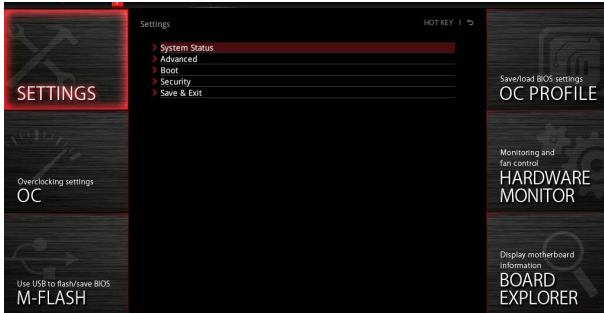 Settings
HOT KEY | ↩
System Status
Advanced
Boot
Security
Save & Exit
SETTINGS
Overclocking settings
OC
Use USB to flash/save BIOS
M-FLASH
Save/load BIOS settings
OC PROFILE
Monitoring and
fan control
HARDWARE
MONITOR
Display motherboard
information
BOARD
EXPLORER